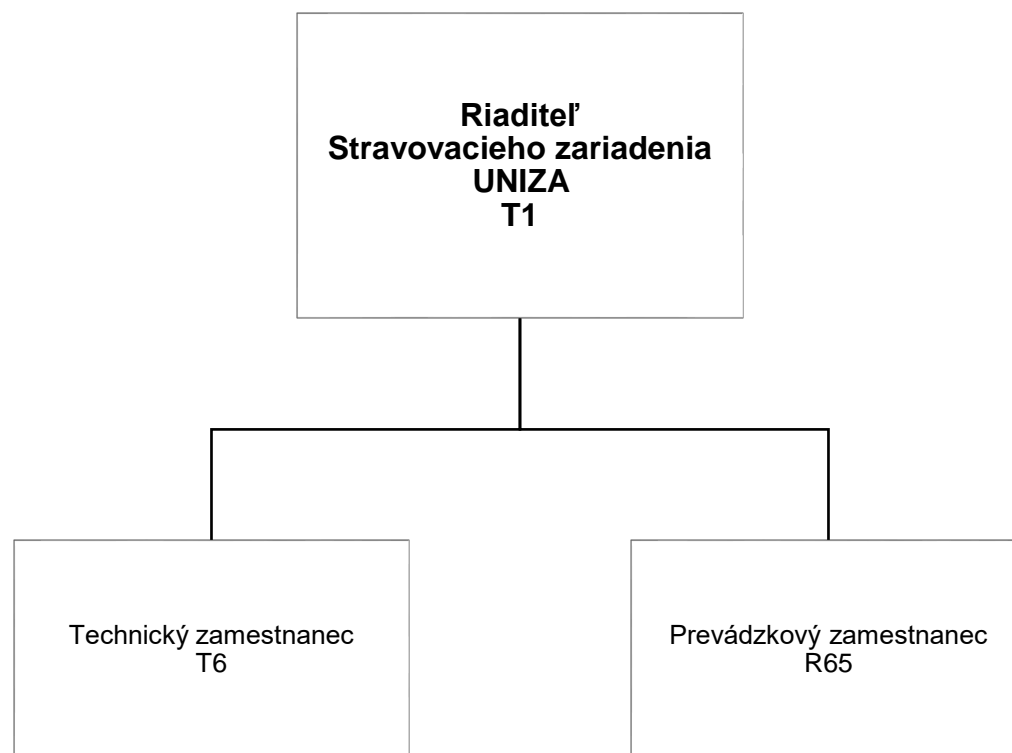 Riaditeľ
Stravovacieho zariadenia
UNIZA
T1
Technický zamestnanec
T6
Prevádzkový zamestnanec
R65